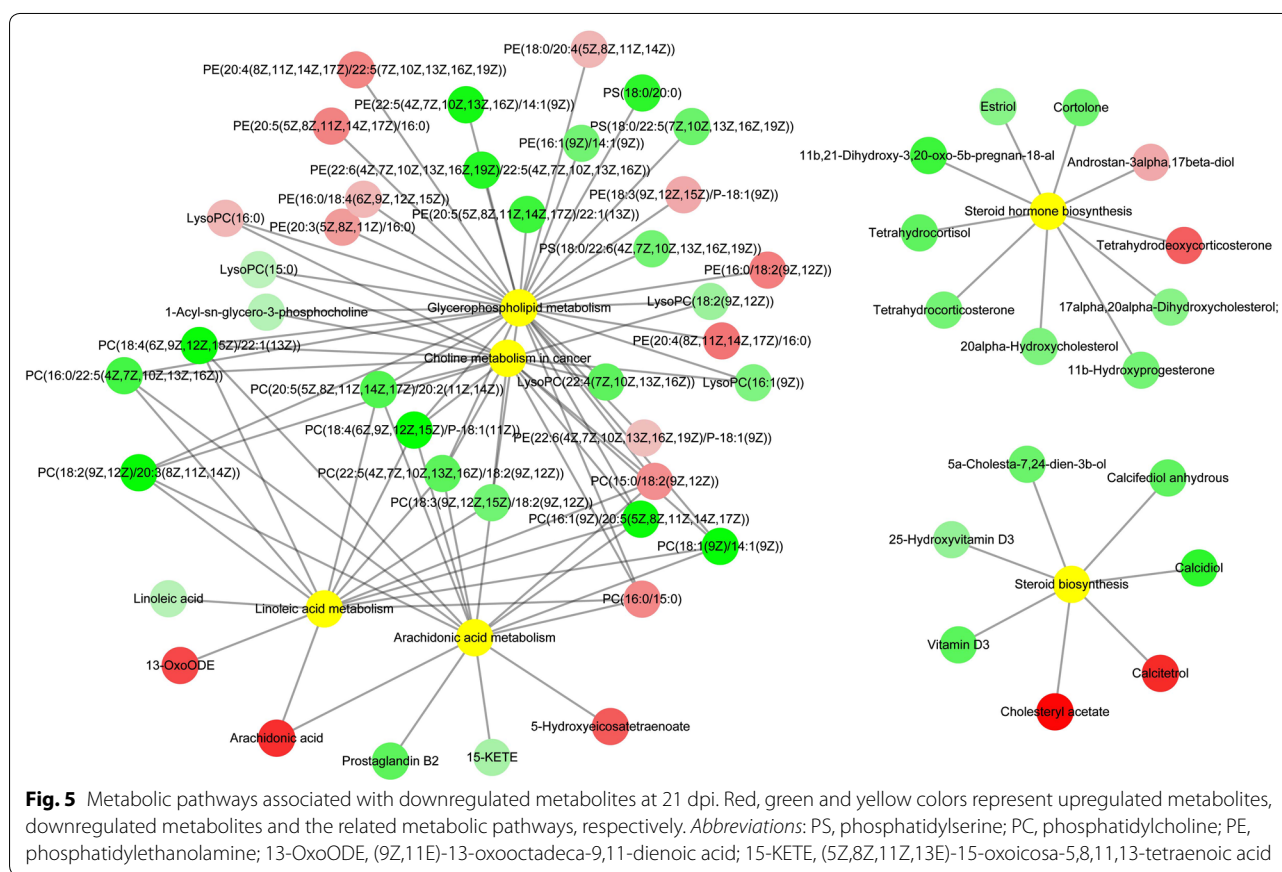 PE(18:0/20:4(5Z,8Z,11Z,14Z))
PE(20:4(8Z,11Z,14Z,17Z)/22:5(7Z,10Z,13Z,16Z,19Z))
PS(18:0/20:0)
PE(22:5(4Z,7Z,10Z,13Z,16Z)/14:1(9Z))
PE(20:5(5Z,8Z,11Z,14Z,17Z)/16:0)
PS(18:0/22:5(7Z,10Z,13Z,16Z,19Z))
PE(16:1(9Z)/14:1(9Z))
PE(22:6(4Z,7Z,10Z,13Z,16Z,19Z)/22:5(4Z,7Z,10Z,13Z,16Z))
PE(16:0/18:4(6Z,9Z,12Z,15Z))
PE(18:3(9Z,12Z,15Z)/P-18:1(9Z))
LysoPC(16:0)
PE(20:5(5Z,8Z,11Z,14Z,17Z)/22:1(13Z))
PE(20:3(5Z,8Z,11Z)/16:0)
PS(18:0/22:6(4Z,7Z,10Z,13Z,16Z,19Z))
LysoPC(15:0)
PE(16:0/18:2(9Z,12Z))
LysoPC(18:2(9Z,12Z))
Glycerophospholipid metabolism
1-Acyl-sn-glycero-3-phosphocholine
PE(20:4(8Z,11Z,14Z,17Z)/16:0)
PC(18:4(6Z,9Z,12Z,15Z)/22:1(13Z))
Choline metabolism in cancer
PC(16:0/22:5(4Z,7Z,10Z,13Z,16Z))
LysoPC(22:4(7Z,10Z,13Z,16Z))
LysoPC(16:1(9Z))
PC(20:5(5Z,8Z,11Z,14Z,17Z)/20:2(11Z,14Z))
PC(18:4(6Z,9Z,12Z,15Z)/P-18:1(11Z))
PE(22:6(4Z,7Z,10Z,13Z,16Z,19Z)/P-18:1(9Z))
PC(18:2(9Z,12Z)/20:3(8Z,11Z,14Z))
PC(22:5(4Z,7Z,10Z,13Z,16Z)/18:2(9Z,12Z))
PC(15:0/18:2(9Z,12Z))
PC(18:3(9Z,12Z,15Z)/18:2(9Z,12Z))
PC(16:1(9Z)/20:5(5Z,8Z,11Z,14Z,17Z))
PC(18:1(9Z)/14:1(9Z))
Linoleic acid
Linoleic acid metabolism
PC(16:0/15:0)
Arachidonic acid metabolism
13-OxoODE
Arachidonic acid
5-Hydroxyeicosatetraenoate
Prostaglandin B2
15-KETE
Estriol
Cortolone
11b,21-Dihydroxy-3,20-oxo-5b-pregnan-18-al
Androstan-3alpha,17beta-diol
Steroid hormone biosynthesis
Tetrahydrocortisol
Tetrahydrodeoxycorticosterone
Tetrahydrocorticosterone
17alpha,20alpha-Dihydroxycholesterol;
20alpha-Hydroxycholesterol
11b-Hydroxyprogesterone
5a-Cholesta-7,24-dien-3b-ol
Calcifediol anhydrous
25-Hydroxyvitamin D3
Steroid biosynthesis
Calcidiol
Vitamin D3
Calcitetrol
Cholesteryl acetate
Fig. 5 Metabolic pathways associated with downregulated metabolites at 21 dpi. Red, green and yellow colors represent upregulated metabolites,
downregulated metabolites and the related metabolic pathways, respectively. Abbreviations: PS, phosphatidylserine; PC, phosphatidylcholine; PE,
phosphatidylethanolamine; 13-OxoODE, (9Z,11E)-13-oxooctadeca-9,11-dienoic acid; 15-KETE, (5Z,8Z,11Z,13E)-15-oxoicosa-5,8,11,13-tetraenoic acid